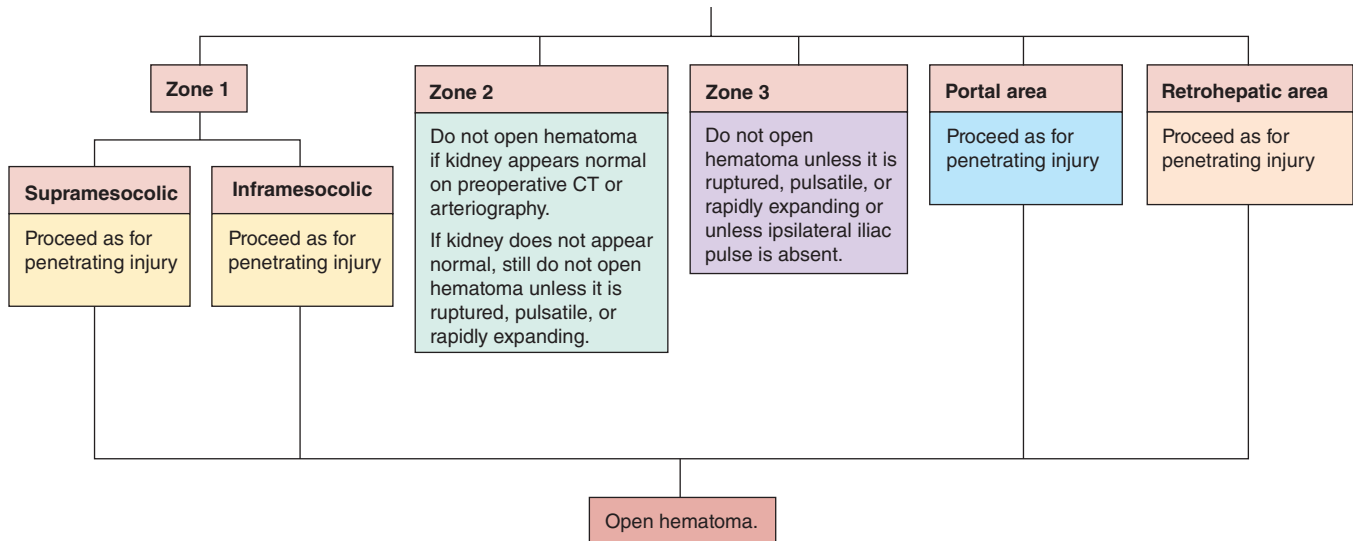 Zone 1
Supramesocolic
Proceed as for
penetrating injury
Inframesocolic
Proceed as for
penetrating injury
Zone 2
Do not open hematoma
if kidney appears normal
on preoperative CT or
arteriography.
If kidney does not appear
normal, still do not open
hematoma unless it is
ruptured, pulsatile, or
rapidly expanding.
Zone 3
Do not open
hematoma unless it is
ruptured, pulsatile, or
rapidly expanding or
unless ipsilateral iliac
pulse is absent.
Portal area
Proceed as for
penetrating injury
Retrohepatic area
Proceed as for
penetrating injury
Open hematoma.